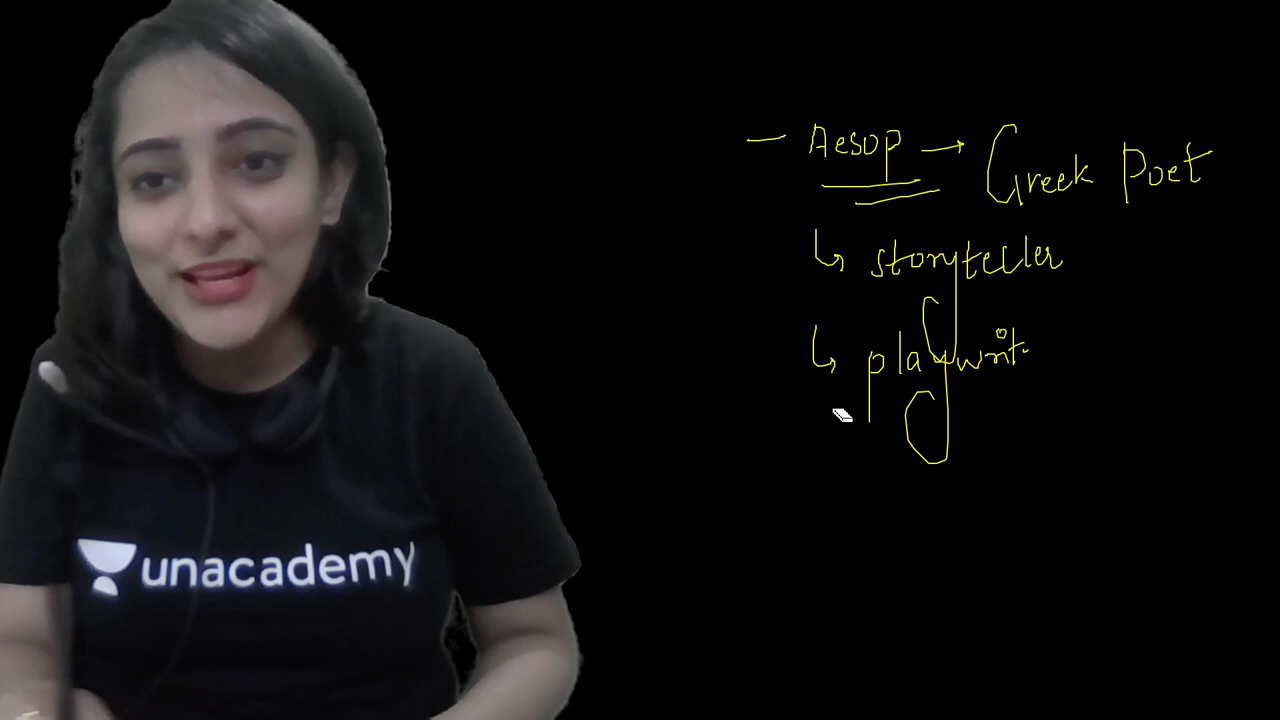 unacademy
— Aesop → Greek Poet
↳ storyteller
↳ playwrit